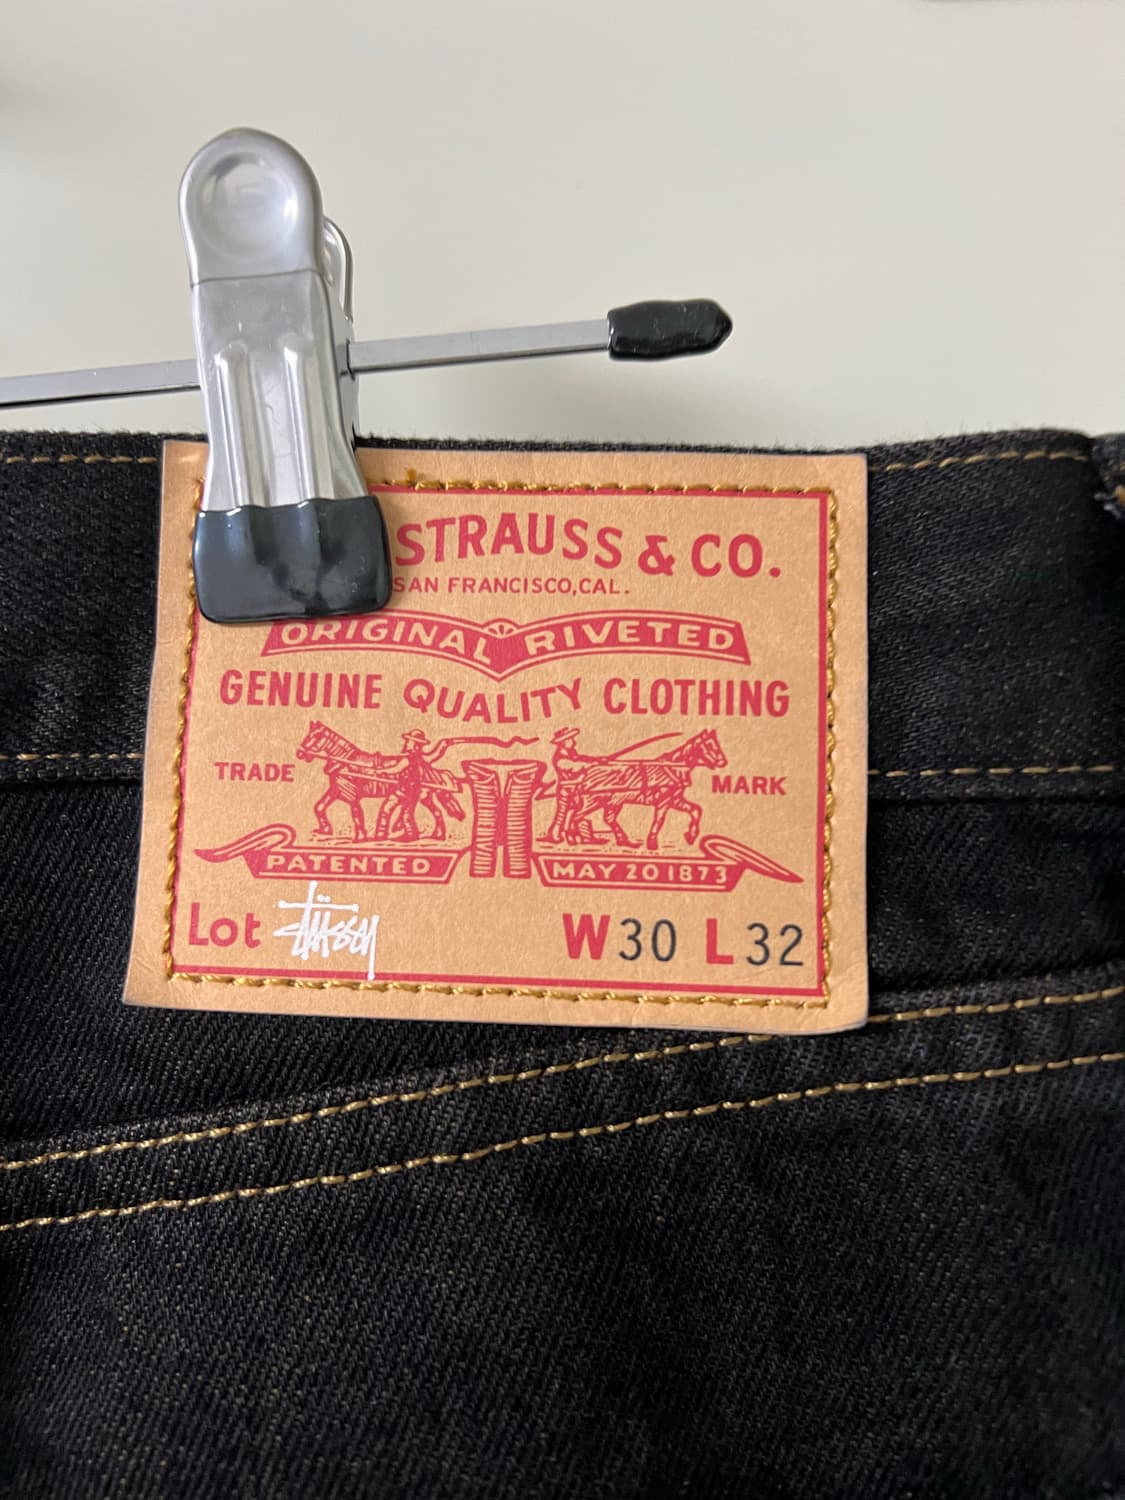 STRAUSS & CO.
SAN FRANCISCO, CAL.
ORIGINAL RIVETED
GENUINE QUALITY CLOTHING
TRADE MARK
PATENTED MAY 20 1873
Lot Stüssy W30 L32